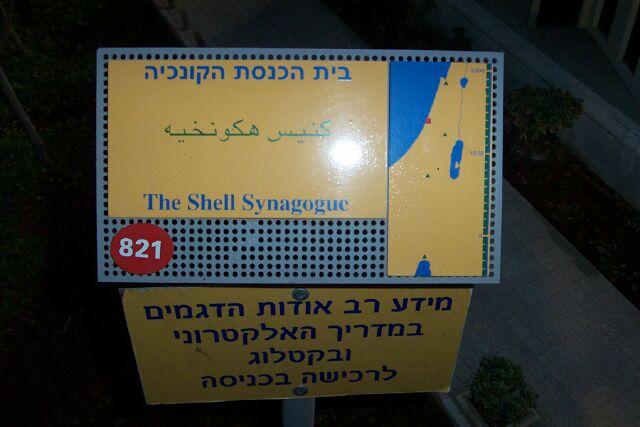 בית הכנסת הקונכיה
كنيس هكونخيه
The Shell Synagogue
821
מידע רב אודות הדגמים
במדריך האלקטרוני
ובקטלוג
לרכישה בכניסה